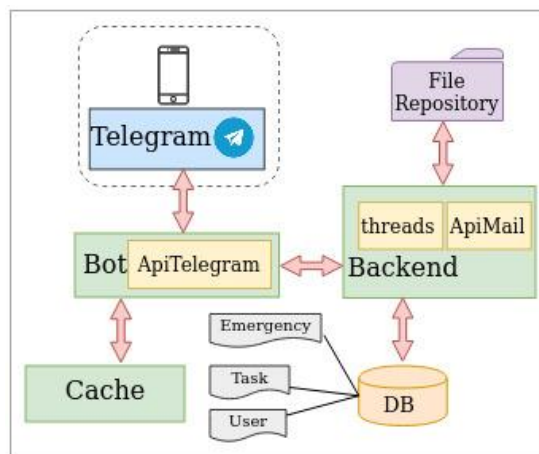 File
Repository
Telegram
threads
ApiMail
Bot
ApiTelegram
Backend
Emergency
Cache
Task
DB
User